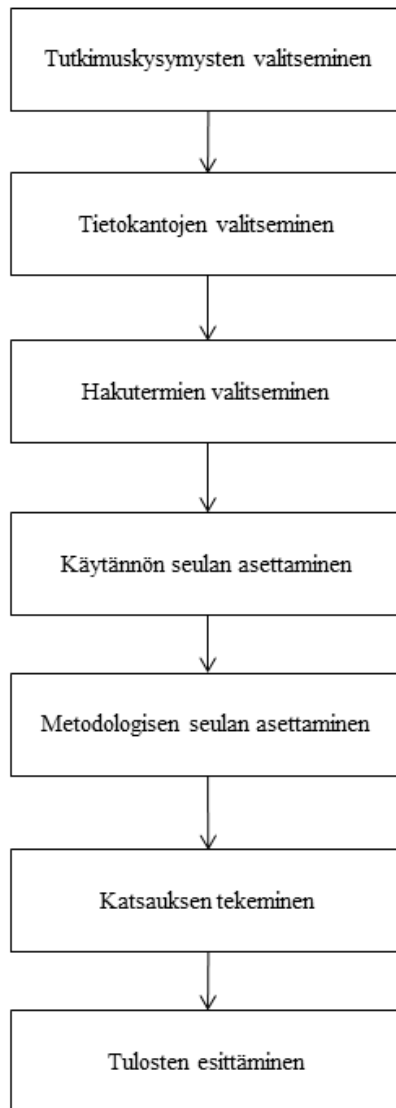 Tutkimuskysymysten valitseminen
Tietokantojen valitseminen
Hakutermien valitseminen
Käytännön seulan asettaminen
Metodologisen seulan asettaminen
Katsauksen tekeminen
Tulosten esittäminen